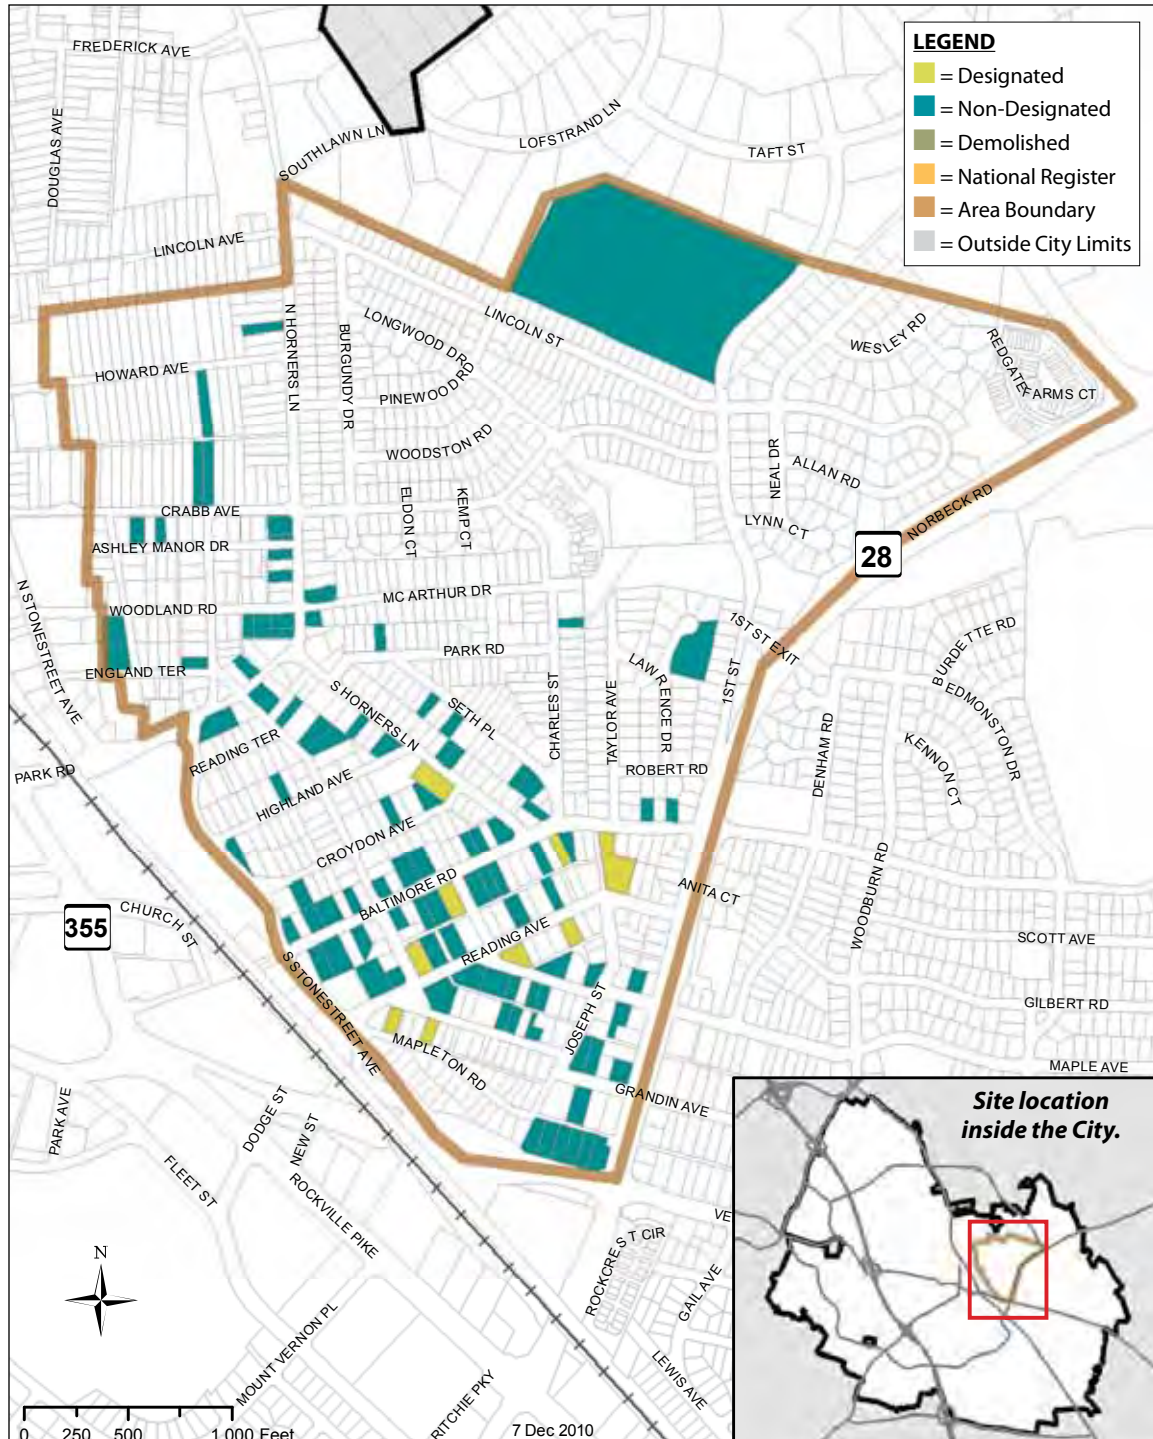 FREDERICK AVE
DOUGLAS AVE
SOUTHLAWN LN
LOFSTRAND LN
TAFT ST
LEGEND
= Designated
= Non-Designated
= Demolished
= National Register
= Area Boundary
= Outside City Limits
LINCOLN AVE
N HORNERS LN
BURGUNDY DR
LONGWOOD DR
LINCOLN ST
WESLEY RD
REDGATE
FARMS CT
HOWARD AVE
PINEWOOD RD
WOODSTON RD
NEAL DR
ALLAN RD
ELDON CT
KEMP CT
CRABB AVE
LYNN CT
NORBECK RD
28
ASHLEY MANOR DR
N STONESTREET AVE
WOODLAND RD
MC ARTHUR DR
1ST ST EXIT
BURDETTE RD
ENGLAND TER
PARK RD
LAWRENCE DR
1ST ST
EDMONSTON DR
S HORNERS LN
SETH PL
CHARLES ST
TAYLOR AVE
DENHAM RD
KENNON CT
READING TER
PARK RD
HIGHLAND AVE
ROBERT RD
CROYDON AVE
BALTIMORE RD
ANITA CT
WOODBURN RD
355
CHURCH ST
READING AVE
SCOTT AVE
S STONESTREET AVE
GILBERT RD
JOSEPH ST
MAPLETON RD
MAPLE AVE
GRANDIN AVE
PARK AVE
DODGE ST
NEW ST
FLEET ST
ROCKVILLE PIKE
VE
Site location
inside the City.
ROCKCREST CIR
GAIL AVE
N
MOUNT VERNON PL
LEWIS AVE
RITCHIE PKY
0 250 500 1,000 Feet
7 Dec 2010